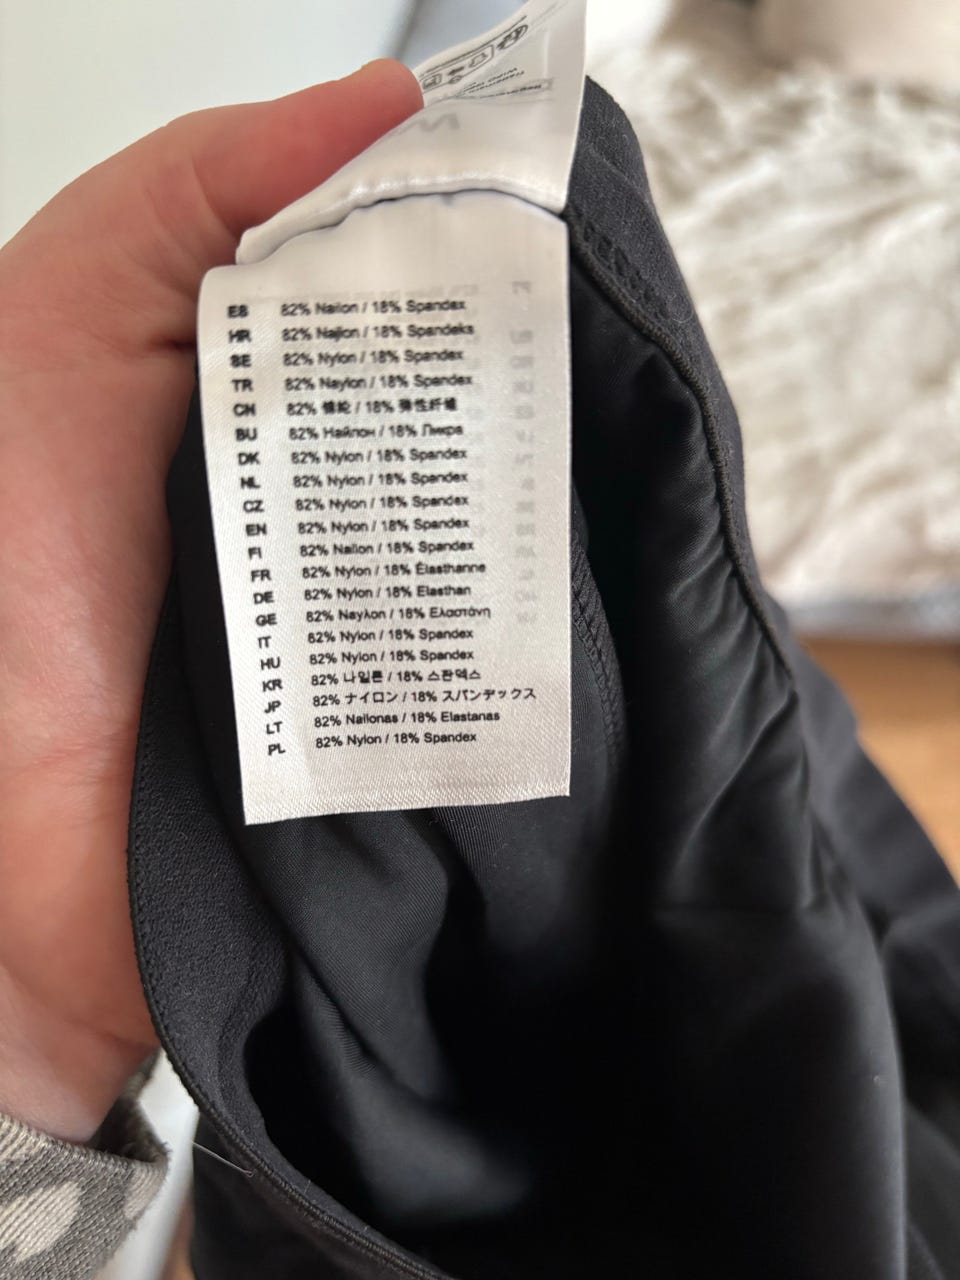 ES 82% Nailon / 18% Spandex
HR 82% Najlon / 18% Spandeks
SE 82% Nylon / 18% Spandex
TR 82% Naylon / 18% Spandex
CN 82% / 18% 弹性纤维
BU 82% Найлон / 18% Ликра
DK 82% Nylon / 18% Spandex
NL 82% Nylon / 18% Spandex
CZ 82% Nylon / 18% Spandex
EN 82% Nylon / 18% Spandex
FI 82% Nailon / 18% Spandex
FR 82% Nylon / 18% Élasthanne
DE 82% Nylon / 18% Elasthan
GE 82% Ναγλον / 18% Ελαστάνη
IT 82% Nylon / 18% Spandex
HU 82% Nylon / 18% Spandex
KR 82% 나일론 / 18% 스판덱스
JP 82% ナイロン / 18% スパンデックス
LT 82% Nailonas / 18% Elastanas
PL 82% Nylon / 18% Spandex